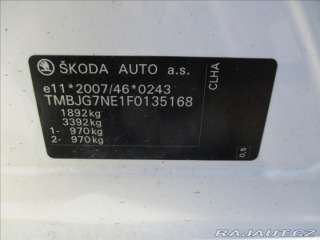 ŠKODA AUTO a.s.
e11*2007/46*0243
TMBJG7NE1F0135168
1892kg
3392kg
1- 970kg
2- 970kg
CLHA
0,5
RAJAUT.CZ